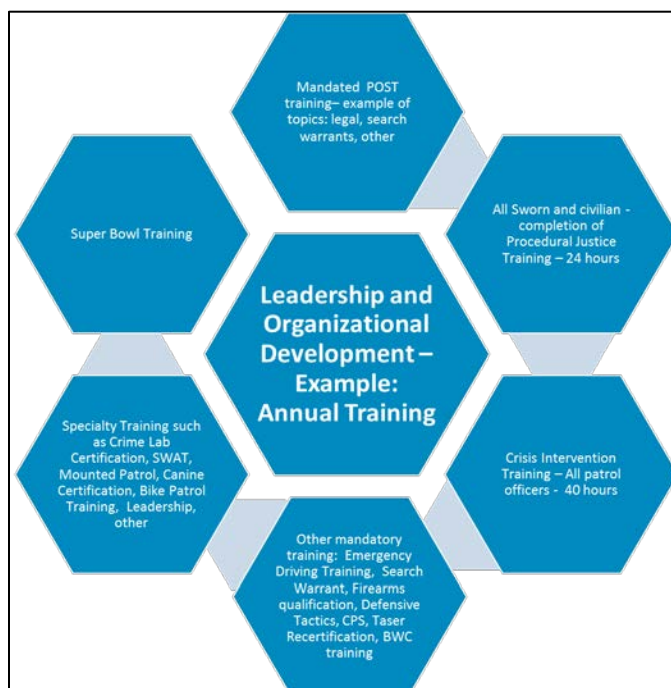 Mandated POST
training– example of
topics: legal, search
warrants, other
All Sworn and civilian -
completion of
Procedural Justice
Training – 24 hours
Crisis Intervention
Training – All patrol
officers - 40 hours
Other mandatory
training: Emergency
Driving Training, Search
Warrant, Firearms
qualification, Defensive
Tactics, CPS, Taser
Recertification, BWC
training
Specialty Training such
as Crime Lab
Certification, SWAT,
Mounted Patrol, Canine
Certification, Bike Patrol
Training, Leadership,
other
Super Bowl Training
Leadership and
Organizational
Development –
Example:
Annual Training